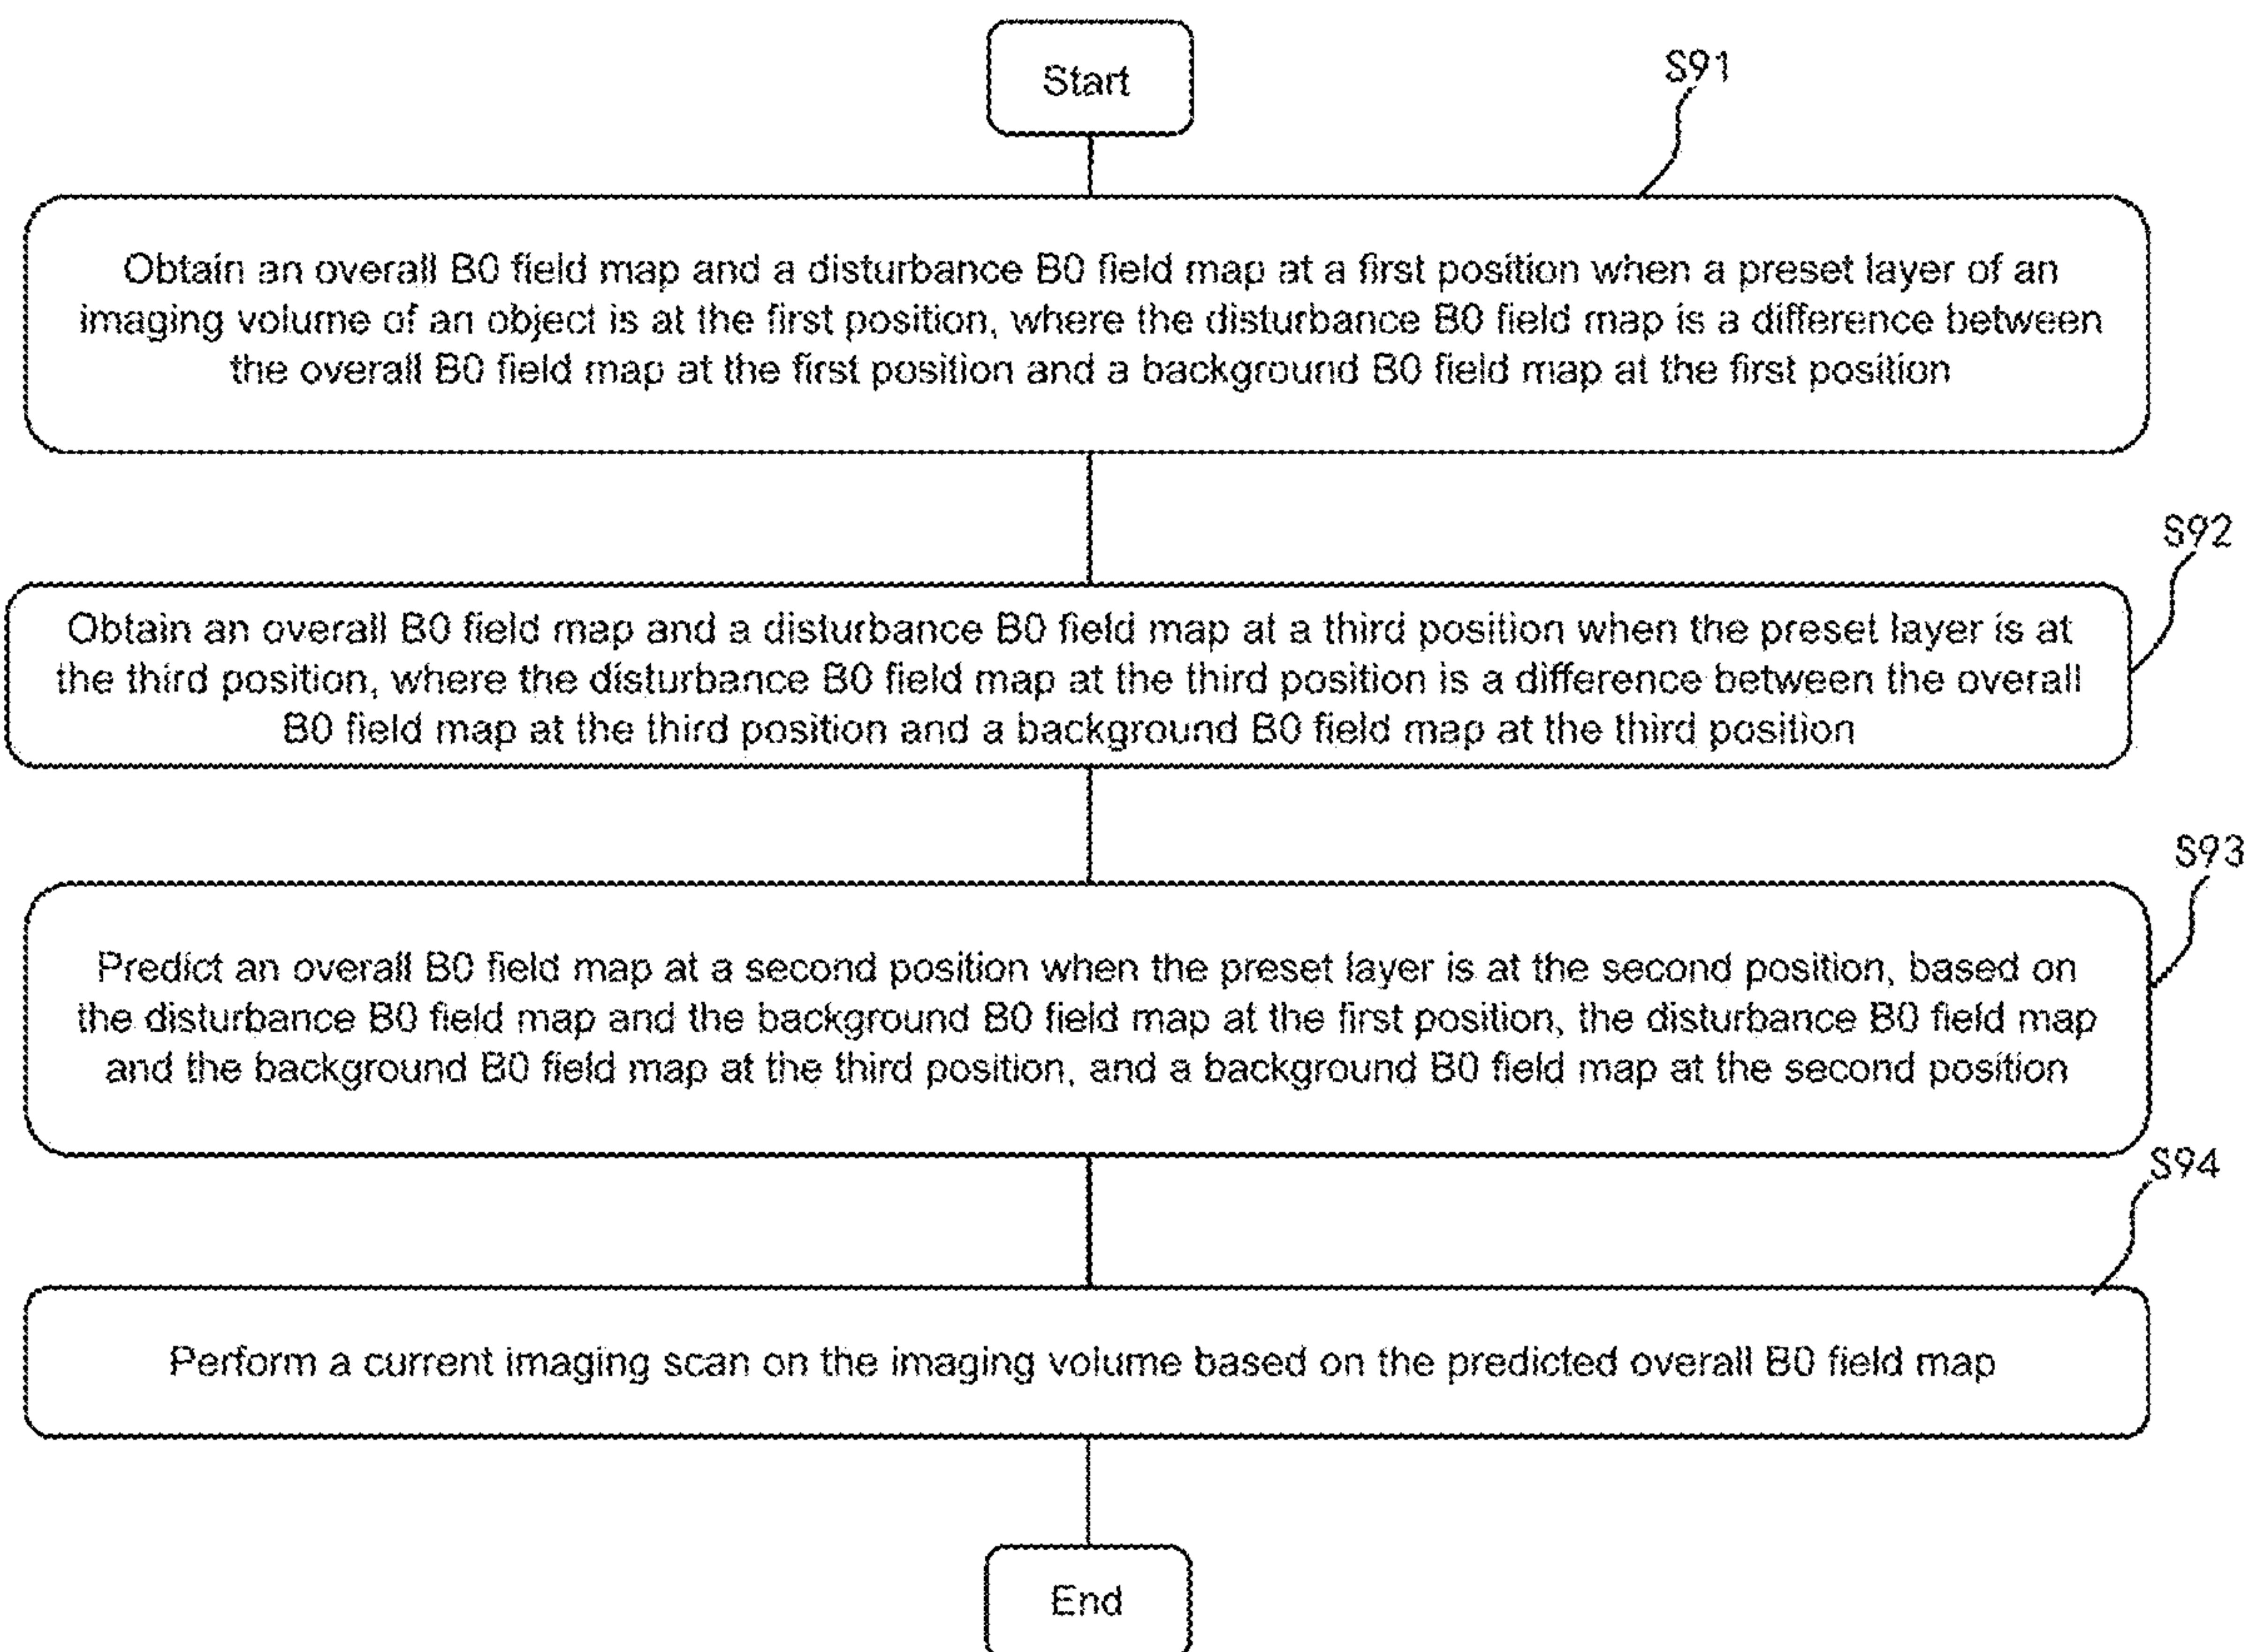 Start
S91
Obtain an overall B0 field map and a disturbance B0 field map at a first position when a preset layer of an
imaging volume of an object is at the first position, where the disturbance B0 field map is a difference between
the overall B0 field map at the first position and a background B0 field map at the first position
S92
Obtain an overall B0 field map and a disturbance B0 field map at a third position when the preset layer is at
the third position, where the disturbance B0 field map at the third position is a difference between the overall
B0 field map at the third position and a background B0 field map at the third position
S93
Predict an overall B0 field map at a second position when the preset layer is at the second position, based on
the disturbance B0 field map and the background B0 field map at the first position, the disturbance B0 field map
and the background B0 field map at the third position, and a background B0 field map at the second position
S94
Perform a current imaging scan on the imaging volume based on the predicted overall B0 field map
End